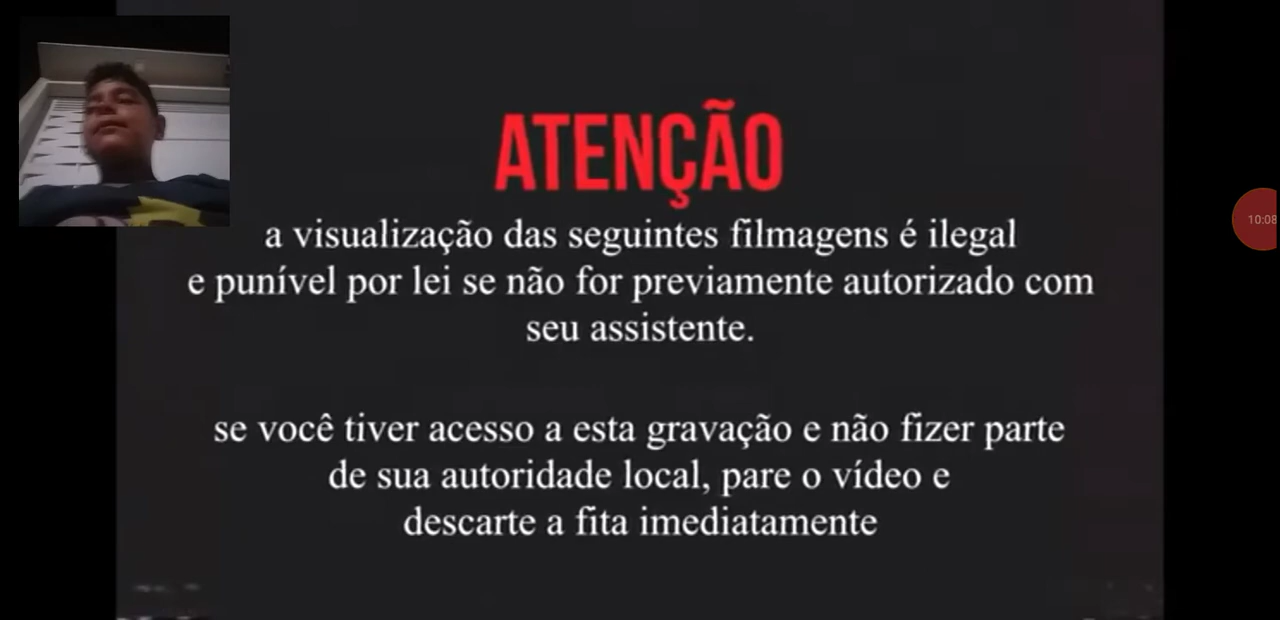 ATENÇÃO
a visualização das seguintes filmagens é ilegal
e punível por lei se não for previamente autorizado com
seu assistente.
se você tiver acesso a esta gravação e não fizer parte
de sua autoridade local, pare o vídeo e
descarte a fita imediatamente
10:08